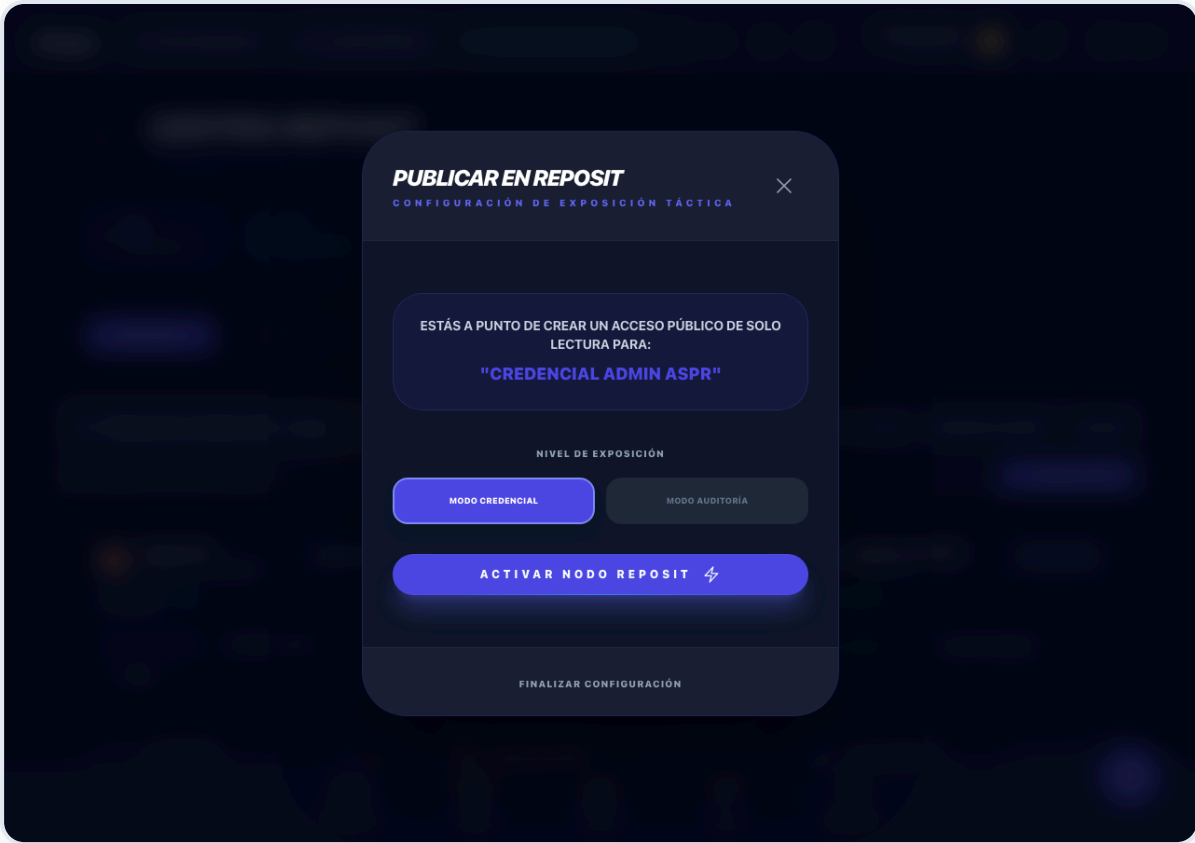 PUBLICAR EN REPOSIT
CONFIGURACIÓN DE EXPOSICIÓN TÁCTICA
ESTÁS A PUNTO DE CREAR UN ACCESO PÚBLICO DE SOLO
LECTURA PARA:
"CREDENCIAL ADMIN ASPR"
NIVEL DE EXPOSICIÓN
MODO CREDENCIAL
MODO AUDITORÍA
ACTIVAR NODO REPOSIT
FINALIZAR CONFIGURACIÓN